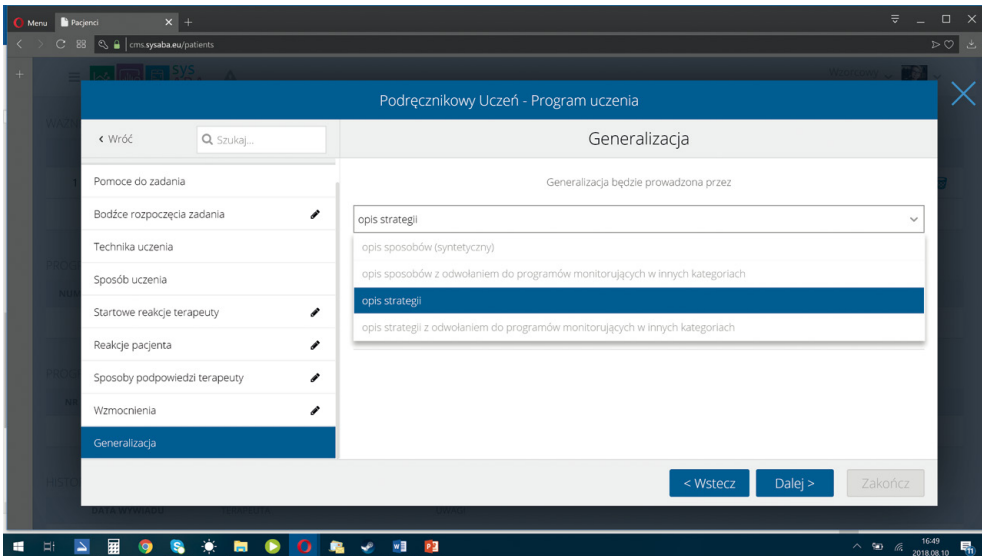 Menu
Pacjenci
cms.sysaba.eu/patients
Podręcznikowy Uczeń - Program uczenia
Wróć
Szukaj...
Generalizacja
Pomoce do zadania
Bodźce rozpoczęcia zadania
Technika uczenia
Sposób uczenia
Startowe reakcje terapeuty
Reakcje pacjenta
Sposoby podpowiedzi terapeuty
Wzmocnienia
Generalizacja
Generalizacja będzie prowadzona przez
opis strategii
opis sposobów (syntetyczny)
opis sposobów z odwołaniem do programów monitorujących w innych kategoriach
opis strategii
opis strategii z odwołaniem do programów monitorujących w innych kategoriach
< Wstecz
Dalej >
Zakończ
DATA WYWIADU
TERAPEUTA
16:49
2018.08.10